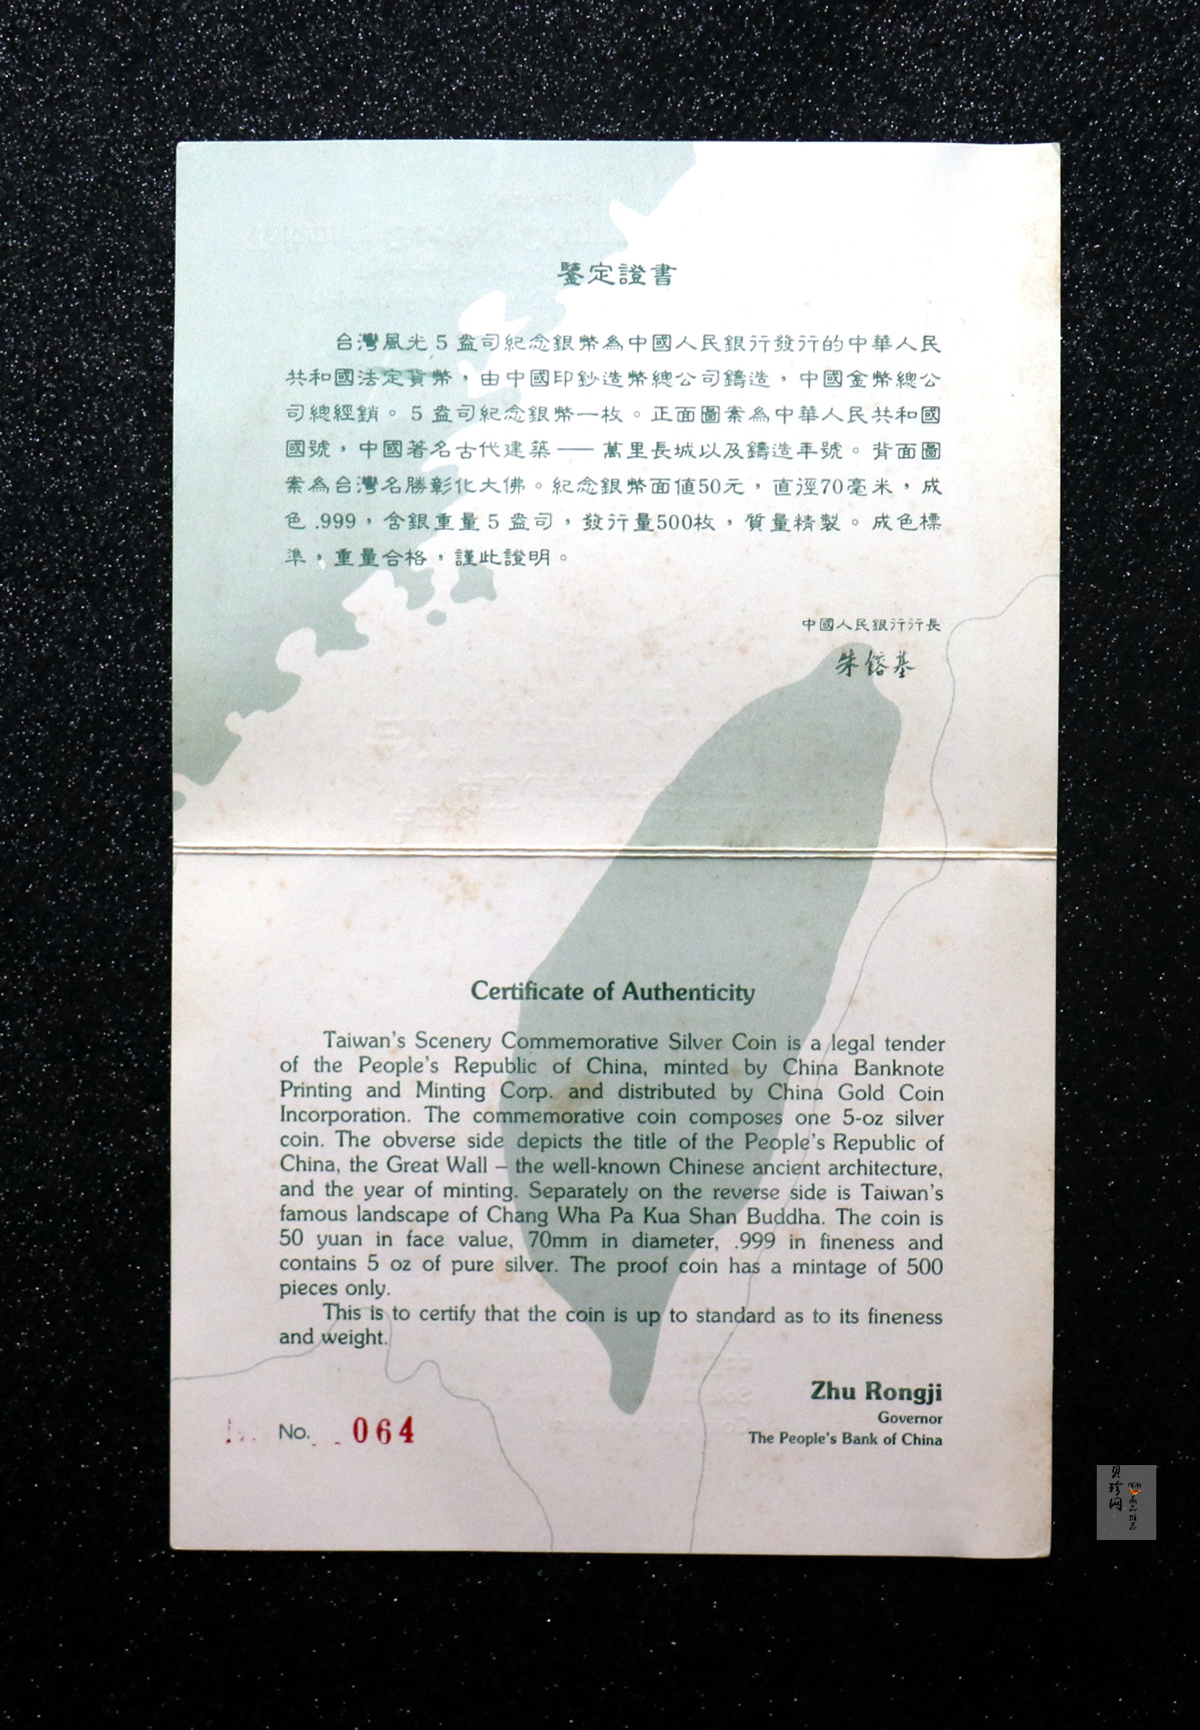 鑒定證書
台灣風光5盎司紀念銀幣為中國人民銀行發行的中華人民
共和國法定貨幣，由中國印鈔造幣總公司鑄造，中國金幣總公
司總經銷。5盎司紀念銀幣一枚。正面圖案為中華人民共和國
國號，中國著名古代建築——萬里長城以及鑄造年號。背面圖
案為台灣名勝彰化大佛。紀念銀幣面值50元，直徑70毫米，成
色.999，含銀重量5盎司，發行量500枚，質量精製。成色標
準，重量合格，謹此證明。
中國人民銀行行長
朱鎔基
Certificate of Authenticity
Taiwan's Scenery Commemorative Silver Coin is a legal tender
of the People's Republic of China, minted by China Banknote
Printing and Minting Corp. and distributed by China Gold Coin
Incorporation. The commemorative coin composes one 5-oz silver
coin. The obverse side depicts the title of the People's Republic of
China, the Great Wall – the well-known Chinese ancient architecture,
and the year of minting. Separately on the reverse side is Taiwan's
famous landscape of Chang Wha Pa Kua Shan Buddha. The coin is
50 yuan in face value, 70mm in diameter, .999 in fineness and
contains 5 oz of pure silver. The proof coin has a mintage of 500
pieces only.
This is to certify that the coin is up to standard as to its fineness
and weight.
Zhu Rongji
Governor
The People's Bank of China
No. 064
贝珍网